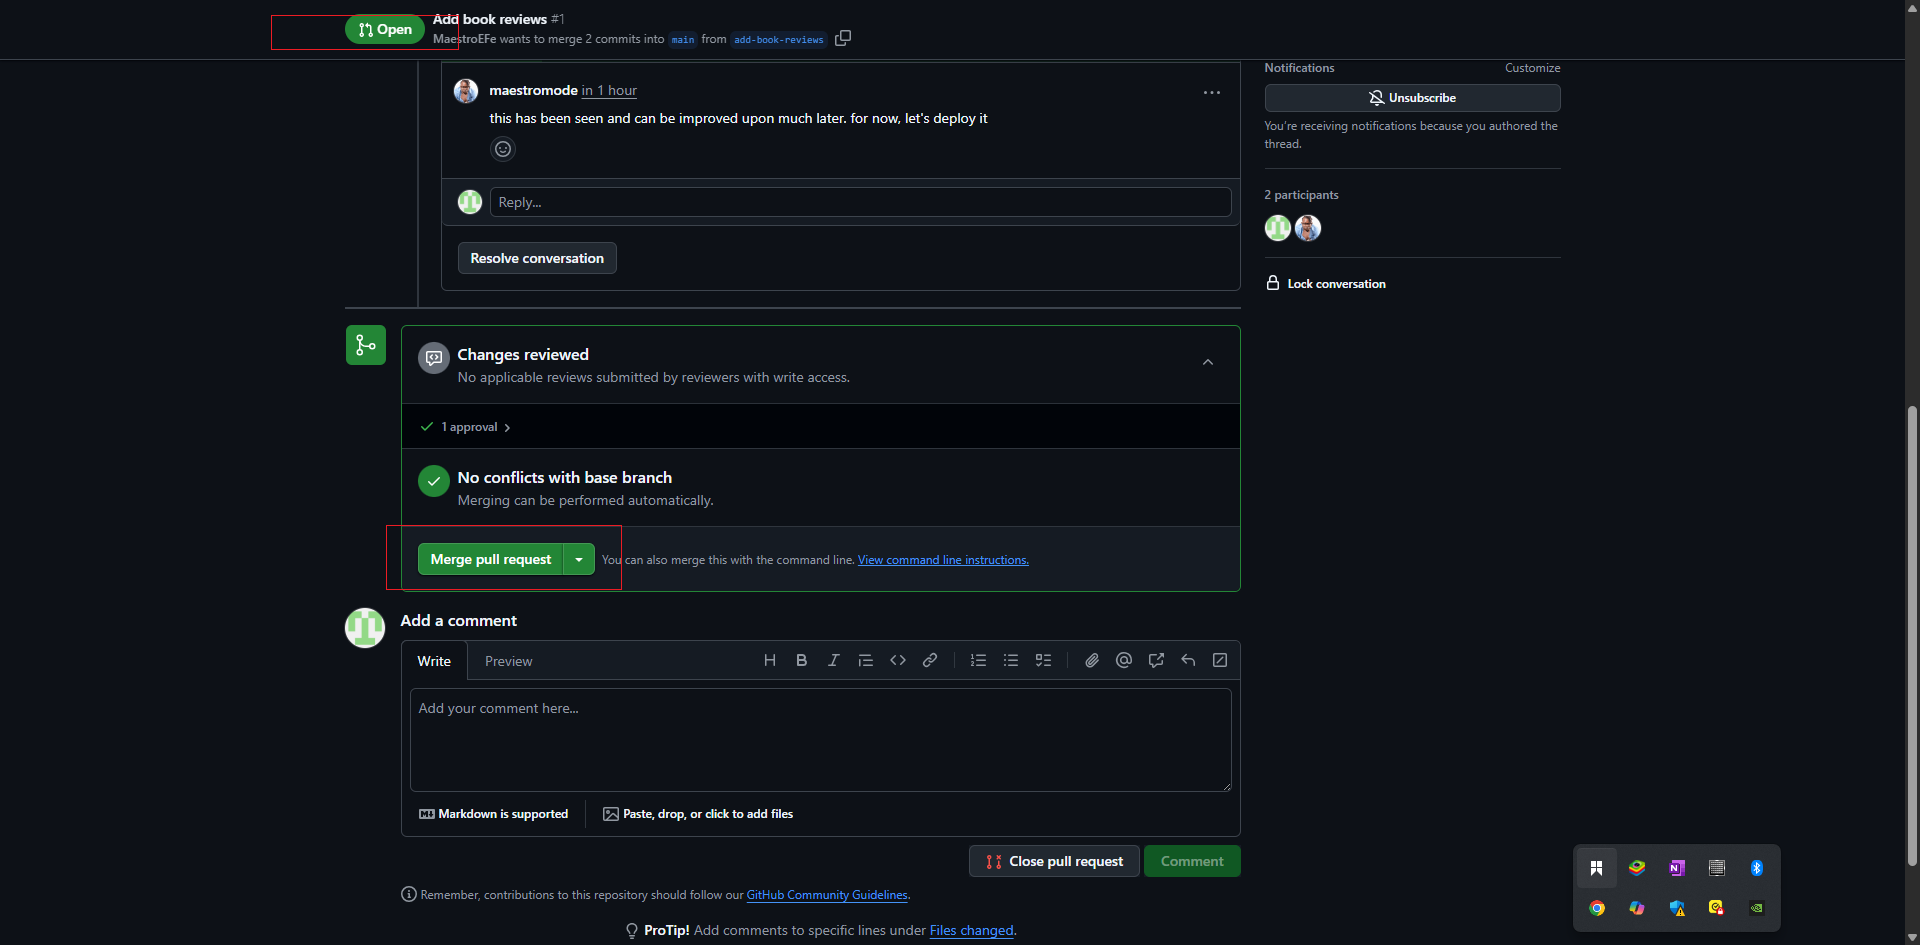 Open
Add book reviews #1
MaestroEFe wants to merge 2 commits into main from add-book-reviews
maestromode in 1 hour
this has been seen and can be improved upon much later. for now, let's deploy it
Reply...
Resolve conversation
Changes reviewed
No applicable reviews submitted by reviewers with write access.
1 approval
No conflicts with base branch
Merging can be performed automatically.
Merge pull request
You can also merge this with the command line. View command line instructions.
Add a comment
Write
Preview
Add your comment here...
Markdown is supported
Paste, drop, or click to add files
Close pull request
Comment
Remember, contributions to this repository should follow our GitHub Community Guidelines.
ProTip! Add comments to specific lines under Files changed.
Notifications
Customize
Unsubscribe
You're receiving notifications because you authored the
thread.
2 participants
Lock conversation